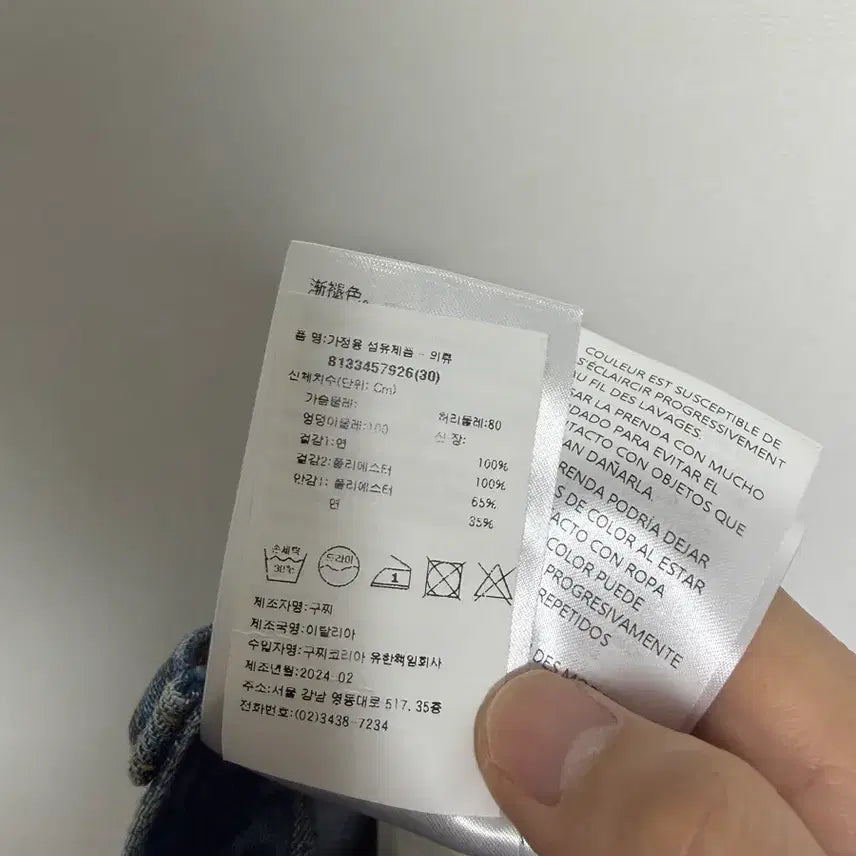 漸褪色
품 명:가정용 섬유제품 - 의류
8133457926(30)
신체치수(단위: Cm)
가슴둘레:
허리둘레:80
엉덩이둘레:100
신 장:
겉감1:면 100%
겉감2:폴리에스터 100%
안감1: 폴리에스터 65%
면 35%
손세탁
30℃
드라이
1
제조자명:구찌
제조국명:이탈리아
수입자명:구찌코리아 유한책임회사
제조년월:2024-02
주소:서울 강남 영동대로 517, 35층
전화번호:(02)3438-7234
COULEUR EST SUSCEPTIBLE DE
S'ÉCLAIRCIR PROGRESSIVEMENT
AU FIL DES LAVAGES.
LA PRENDA CON MUCHO
CUIDADO PARA EVITAR EL
CONTACTO CON OBJETOS QUE
DAÑARLA
PRENDA PODRÍA DEJAR
DE COLOR AL ESTAR
CON ROPA
COLOR PUEDE
PROGRESIVAMENTE
REPETIDOS